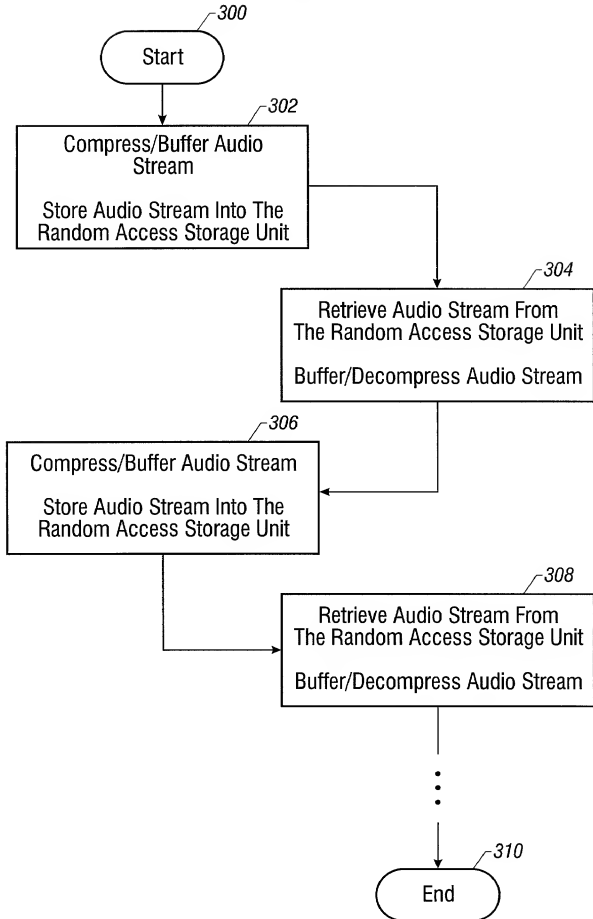 300
Start
302
Compress/Buffer Audio
Stream
Store Audio Stream Into The
Random Access Storage Unit
304
Retrieve Audio Stream From
The Random Access Storage Unit
Buffer/Decompress Audio Stream
306
Compress/Buffer Audio Stream
Store Audio Stream Into The
Random Access Storage Unit
308
Retrieve Audio Stream From
The Random Access Storage Unit
Buffer/Decompress Audio Stream
310
End